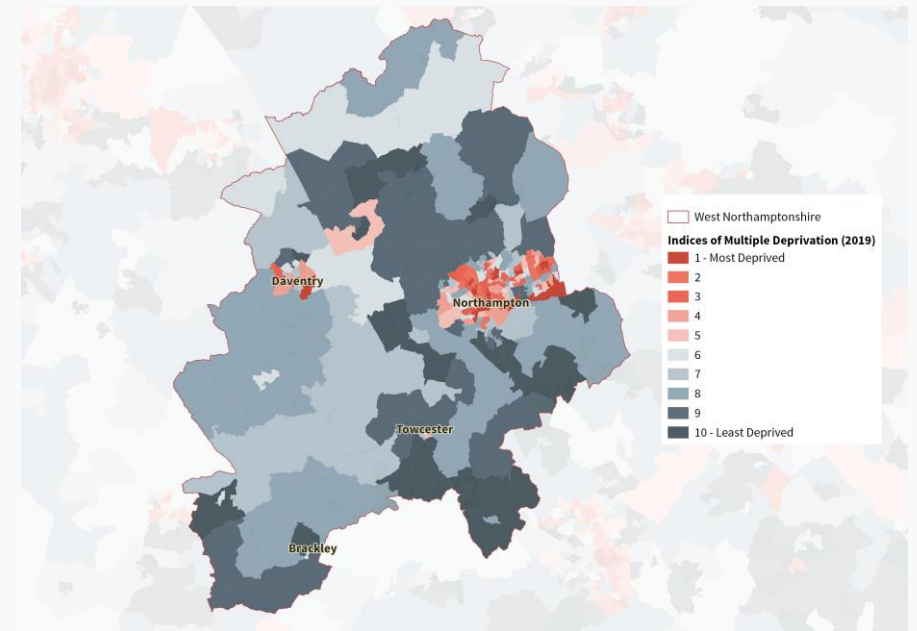 Daventry
Northampton
Towcester
Brackley
West Northamptonshire
Indices of Multiple Deprivation (2019)
1 - Most Deprived
2
3
4
5
6
7
8
9
10 - Least Deprived